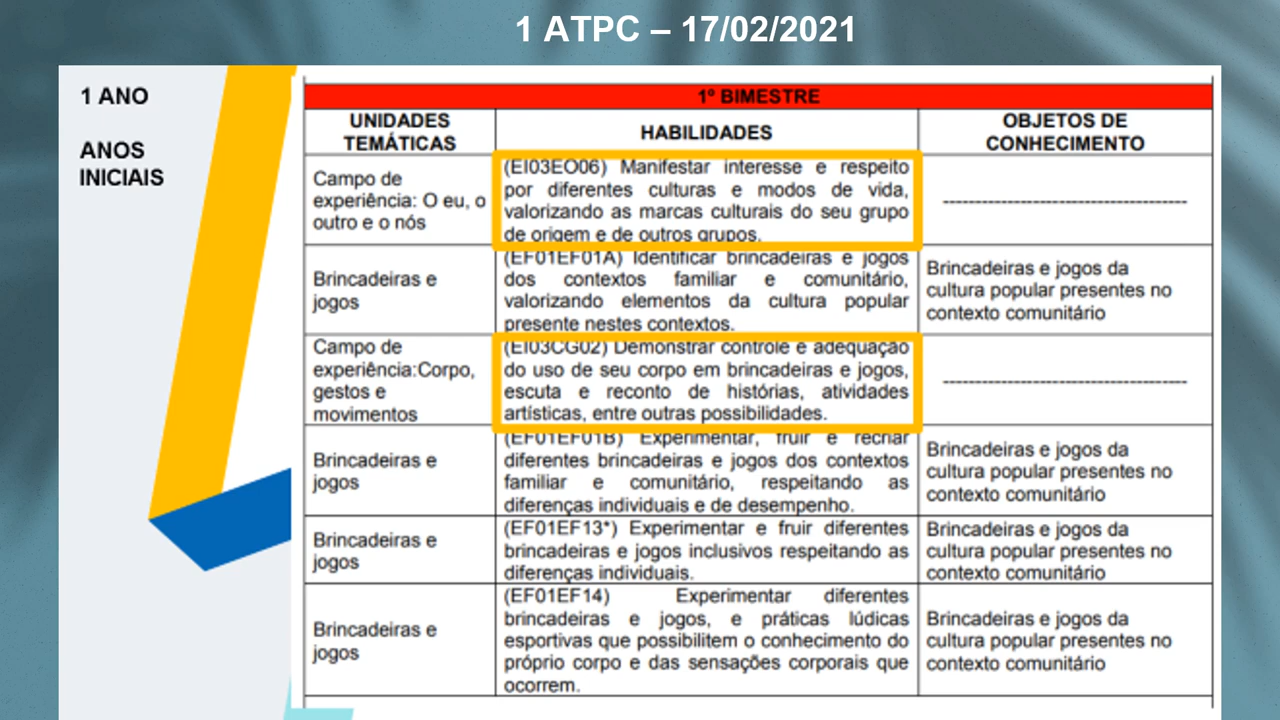 1 ATPC – 17/02/2021
1 ANO
ANOS
INICIAIS
1º BIMESTRE
UNIDADES
TEMÁTICAS
HABILIDADES
OBJETOS DE
CONHECIMENTO
Campo de
experiência: O eu, o
outro e o nós
(EI03EO06) Manifestar interesse e respeito
por diferentes culturas e modos de vida,
valorizando as marcas culturais do seu grupo
de origem e de outros grupos.
--------------------------------------
Brincadeiras e
jogos
(EF01EF01A) Identificar brincadeiras e jogos
dos contextos familiar e comunitário,
valorizando elementos da cultura popular
presente nestes contextos.
Brincadeiras e jogos da
cultura popular presentes no
contexto comunitário
Campo de
experiência:Corpo,
gestos e
movimentos
(EI03CG02) Demonstrar controle e adequação
do uso de seu corpo em brincadeiras e jogos,
escuta e reconto de histórias, atividades
artísticas, entre outras possibilidades.
--------------------------------------
Brincadeiras e
jogos
(EF01EF01B) Experimentar, fruir e recriar
diferentes brincadeiras e jogos dos contextos
familiar e comunitário, respeitando as
diferenças individuais e de desempenho.
Brincadeiras e jogos da
cultura popular presentes no
contexto comunitário
Brincadeiras e
jogos
(EF01EF13*) Experimentar e fruir diferentes
brincadeiras e jogos inclusivos respeitando as
diferenças individuais.
Brincadeiras e jogos da
cultura popular presentes no
contexto comunitário
Brincadeiras e
jogos
(EF01EF14) Experimentar diferentes
brincadeiras e jogos, e práticas lúdicas
esportivas que possibilitem o conhecimento do
próprio corpo e das sensações corporais que
ocorrem.
Brincadeiras e jogos da
cultura popular presentes no
contexto comunitário